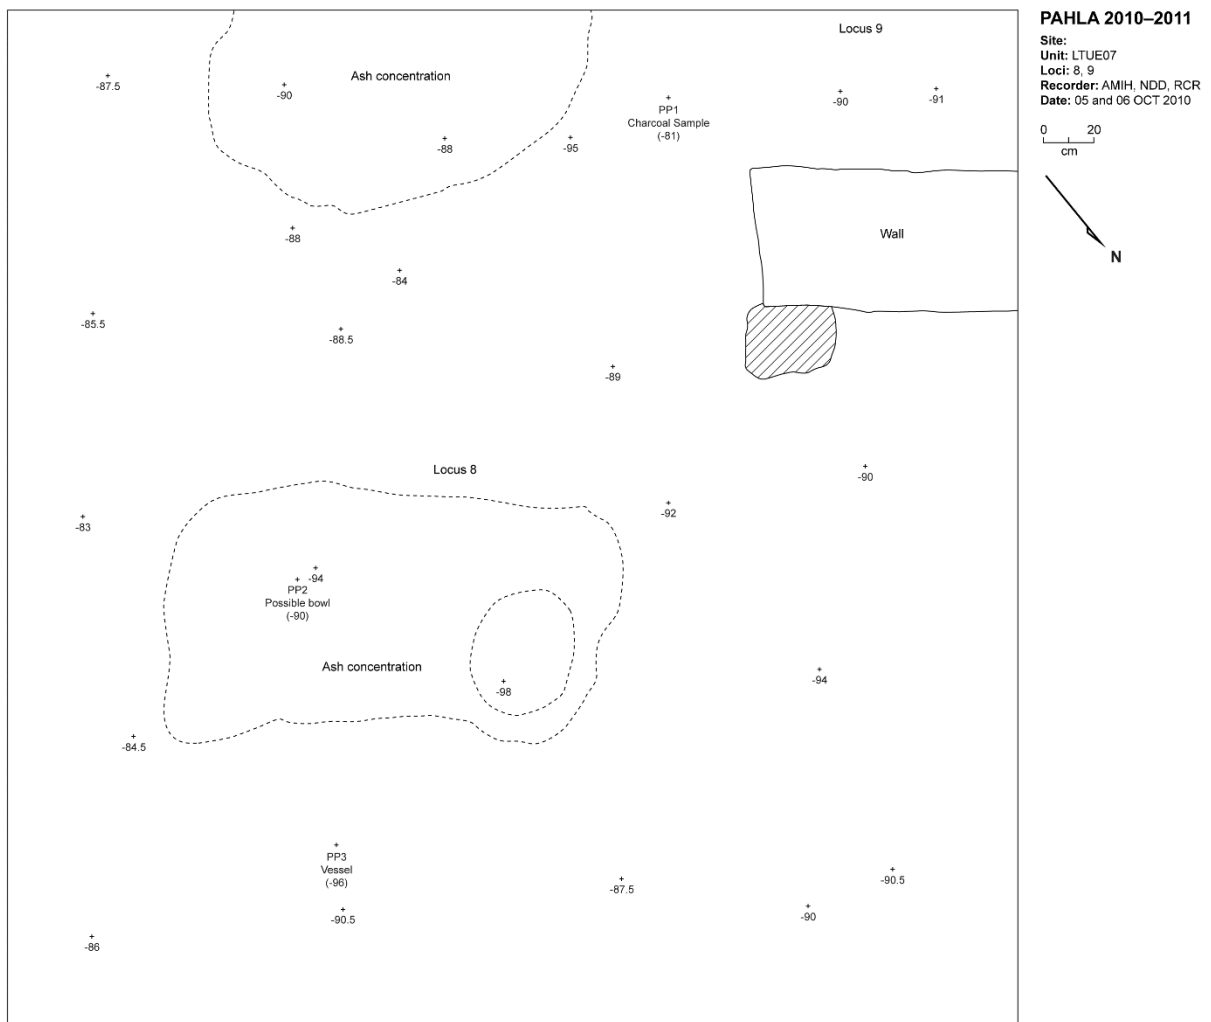 PAHLA 2010–2011
Site:
Unit: LTUE07
Loci: 8, 9
Recorder: AMIH, NDD, RCR
Date: 05 and 06 OCT 2010
0 20
cm
N
Locus 9
Ash concentration
-87.5
-90
-90
-91
PP1
Charcoal Sample
(-81)
-88
-95
Wall
-88
-84
-85.5
-88.5
-89
Locus 8
-90
-92
-83
-94
PP2
Possible bowl
(-90)
Ash concentration
-98
-94
-84.5
PP3
Vessel
(-96)
-87.5
-90.5
-90.5
-90
-86